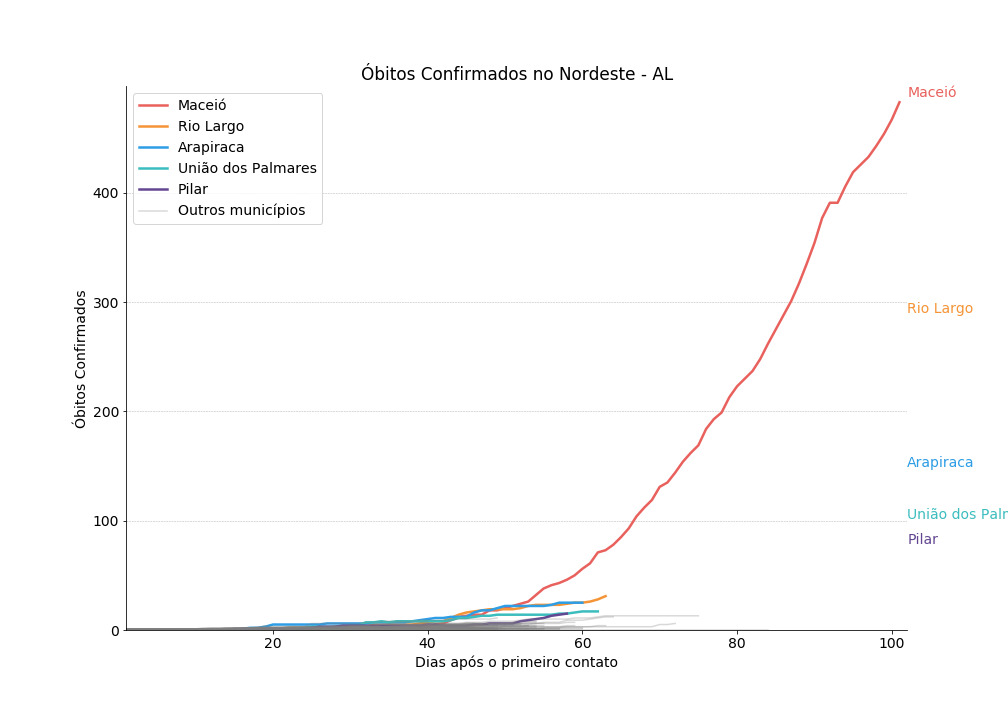 Óbitos Confirmados no Nordeste - AL
Maceió
Rio Largo
Arapiraca
União dos Palmares
Pilar
Outros municípios
Maceió
Rio Largo
Arapiraca
União dos Palm
Pilar
Óbitos Confirmados
0
100
200
300
400
20
40
60
80
100
Dias após o primeiro contato